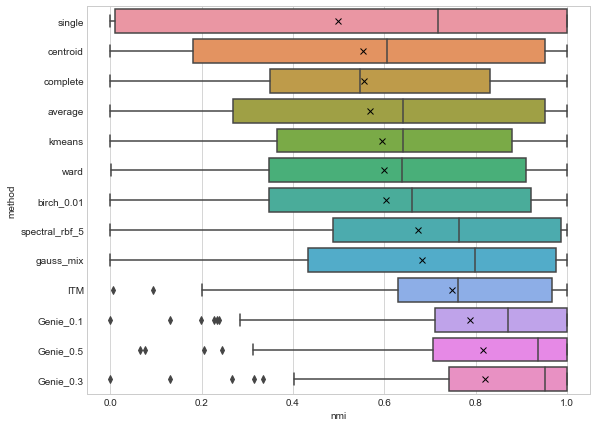 single
centroid
complete
average
kmeans
ward
birch_0.01
spectral_rbf_5
gauss_mix
ITM
Genie_0.1
Genie_0.5
Genie_0.3
method
0.0 0.2 0.4 0.6 0.8 1.0
nmi